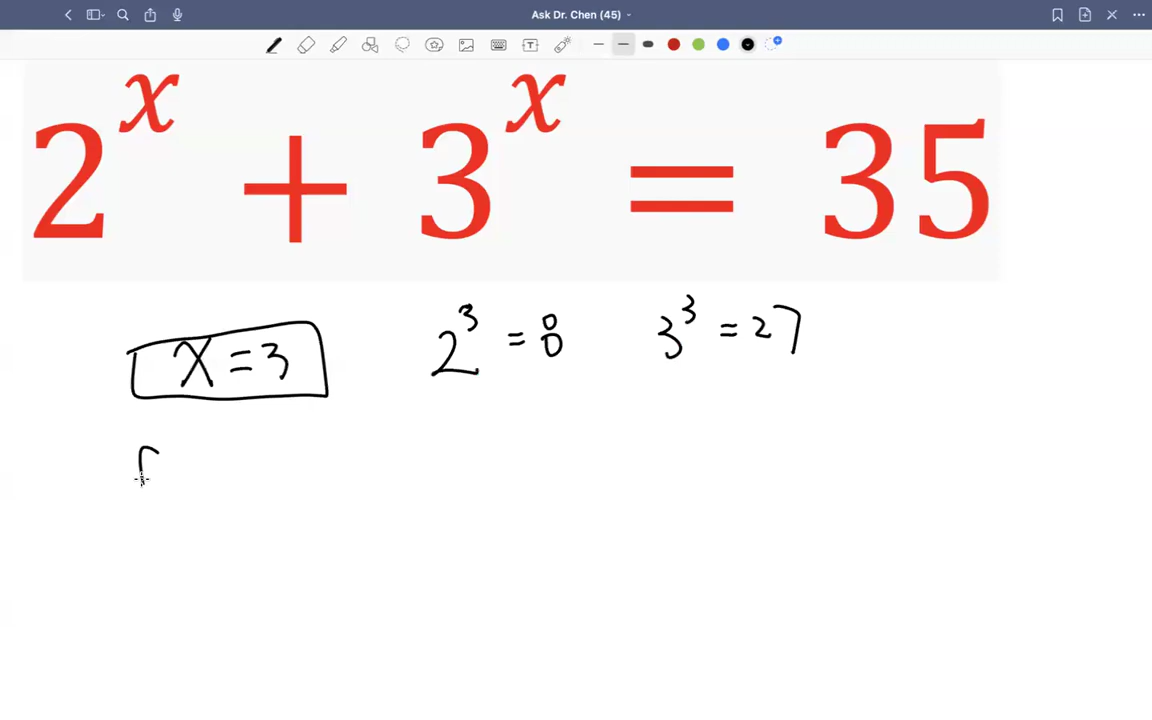 Ask Dr. Chen (45)
2^x + 3^x = 35
x = 3 2^3 = 8 3^3 = 27